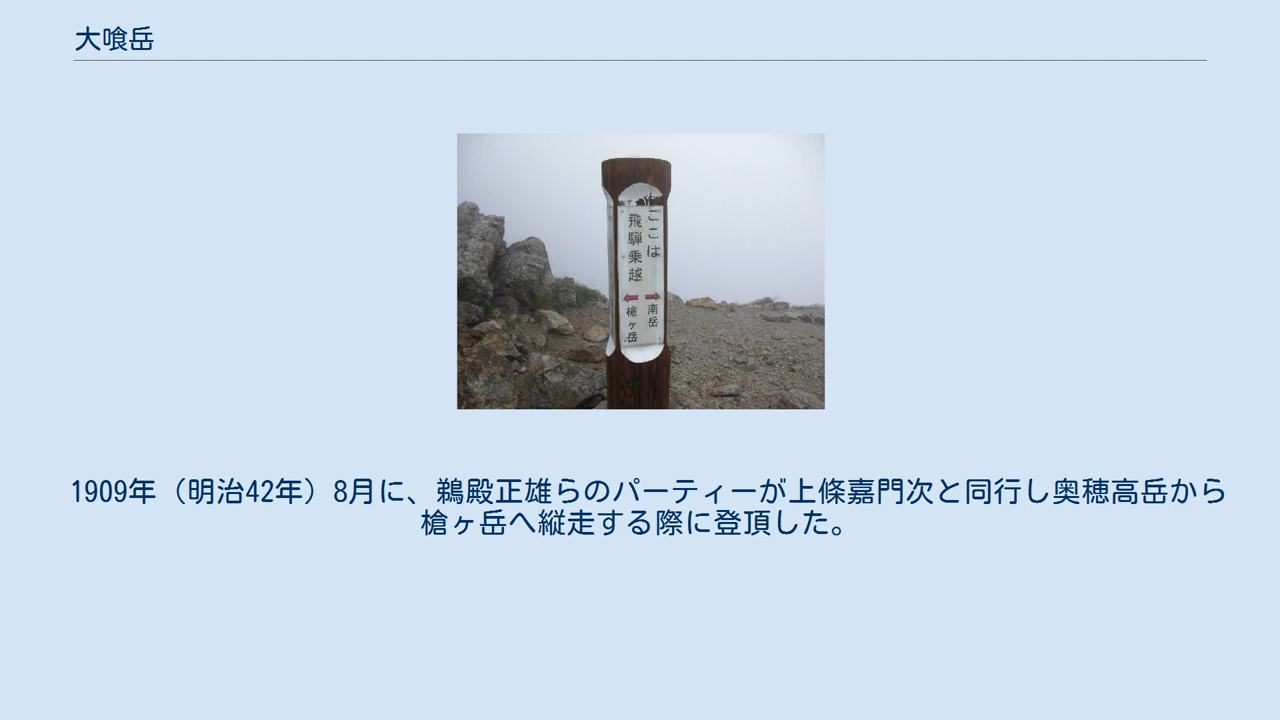 大喰岳
ここは
飛騨乗越
南岳
槍ヶ岳
1909年（明治42年）8月に、鵜殿正雄らのパーティーが上條嘉門次と同行し奥穂高岳から
槍ヶ岳へ縦走する際に登頂した。